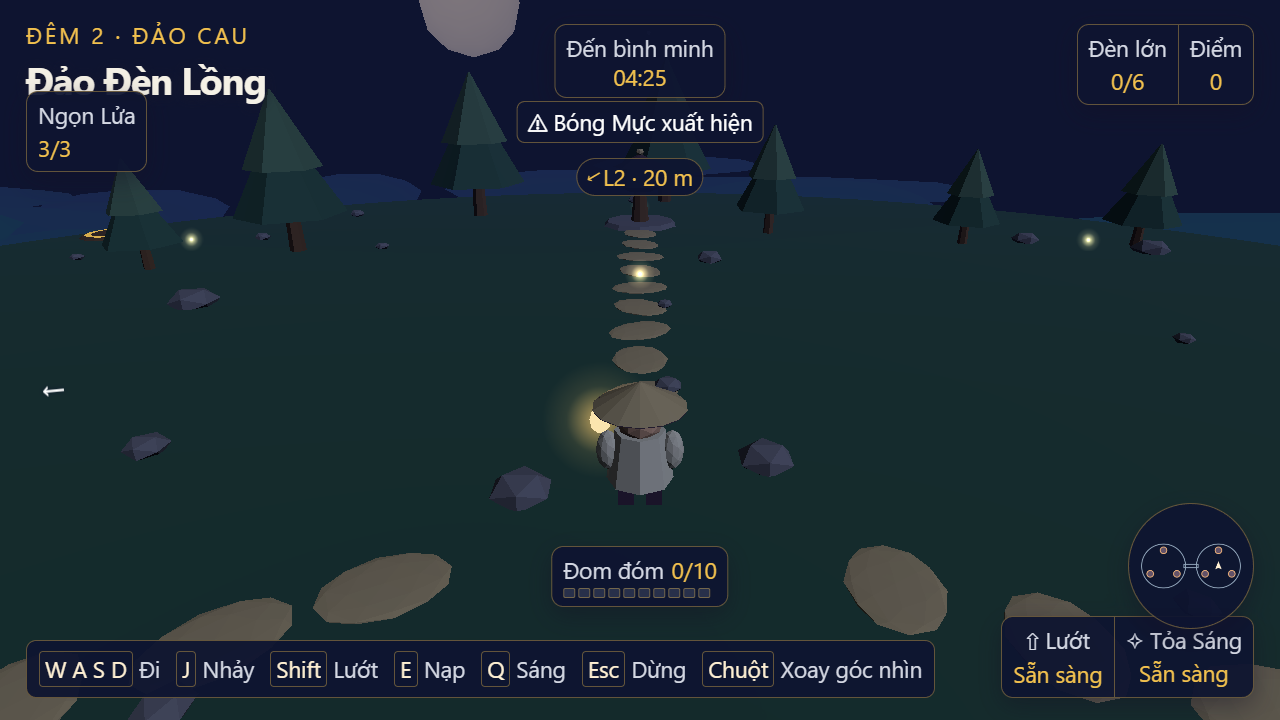 ĐÊM 2 · ĐẢO CAU
Đảo Đèn Lồng
Ngọn Lửa
3/3
Đến bình minh
04:25
⚠ Bóng Mực xuất hiện
↙ L2 · 20 m
Đèn lớn
0/6
Điểm
0
←
Đom đóm 0/10
W A S D Đi J Nhảy Shift Lướt E Nạp Q Sáng Esc Dừng Chuột Xoay góc nhìn
⇧ Lướt
Sẵn sàng
✧ Tỏa Sáng
Sẵn sàng